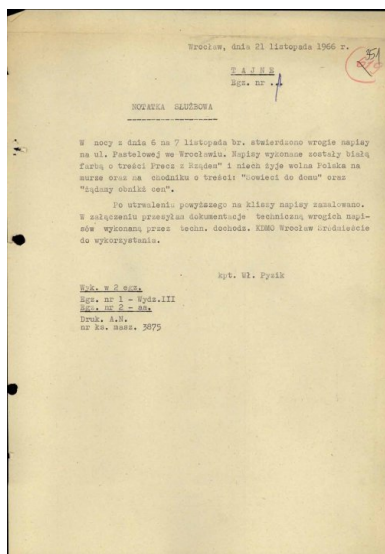 Wrocław, dnia 21 listopada 1966 r.
TAJNE
Egz. nr
NOTATKA SŁUŻBOWA
W nocy z dnia 6 na 7 listopada br. stwierdzono wrogie napisy
na ul. Pastelowej we Wrocławiu. Napisy wykonane zostały białą
farbą o treści Precz z Rządem" i niech żyje wolna Polska na
murze oraz na chodniku o treści: "Sowieci do domu" oraz
"żądamy obniżk cen".
Po utrwaleniu powyższego na kliszy napisy zamalowano.
W załączeniu przesyłam dokumentację techniczną wrogich napi-
sów wykonaną przez techn. dochodz. KDMO Wrocław Śródmieście
do wykorzystania.
kpt. Wł. Pyzik
Wyk. w 2 egz.
Egz. nr 1 - Wydz.III
Egz. nr 2 - aa.
Druk. A.M.
nr ks. masz. 3875